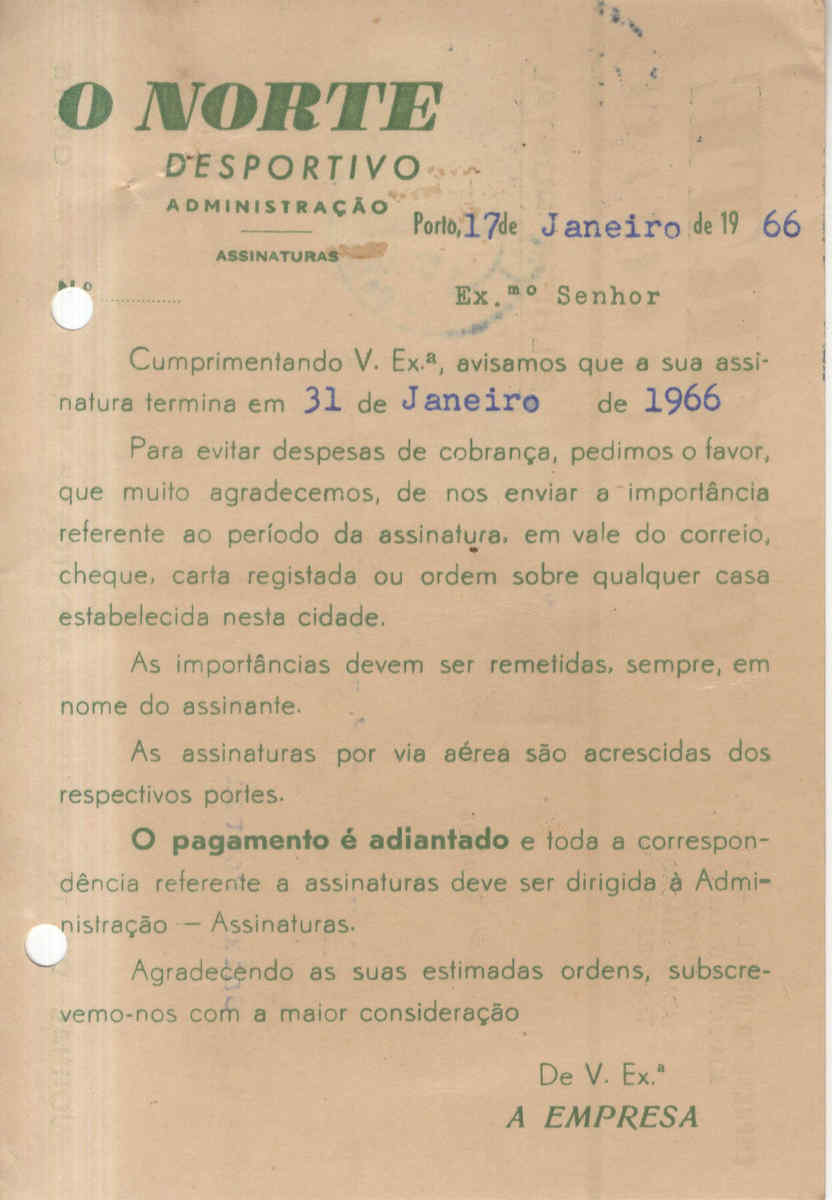 O NORTE
DESPORTIVO
ADMINISTRAÇÃO
ASSINATURAS
Porto, 17 de Janeiro de 19 66
N.º ...............
Ex.mo Senhor
Cumprimentando V. Ex.ª, avisamos que a sua assi-
natura termina em 31 de Janeiro de 1966
Para evitar despesas de cobrança, pedimos o favor,
que muito agradecemos, de nos enviar a importância
referente ao período da assinatura, em vale do correio,
cheque, carta registada ou ordem sobre qualquer casa
estabelecida nesta cidade.
As importâncias devem ser remetidas, sempre, em
nome do assinante.
As assinaturas por via aérea são acrescidas dos
respectivos portes.
O pagamento é adiantado e toda a correspon-
dência referente a assinaturas deve ser dirigida à Admi-
nistração — Assinaturas.
Agradecendo as suas estimadas ordens, subscre-
vemo-nos com a maior consideração
De V. Ex.ª
A EMPRESA